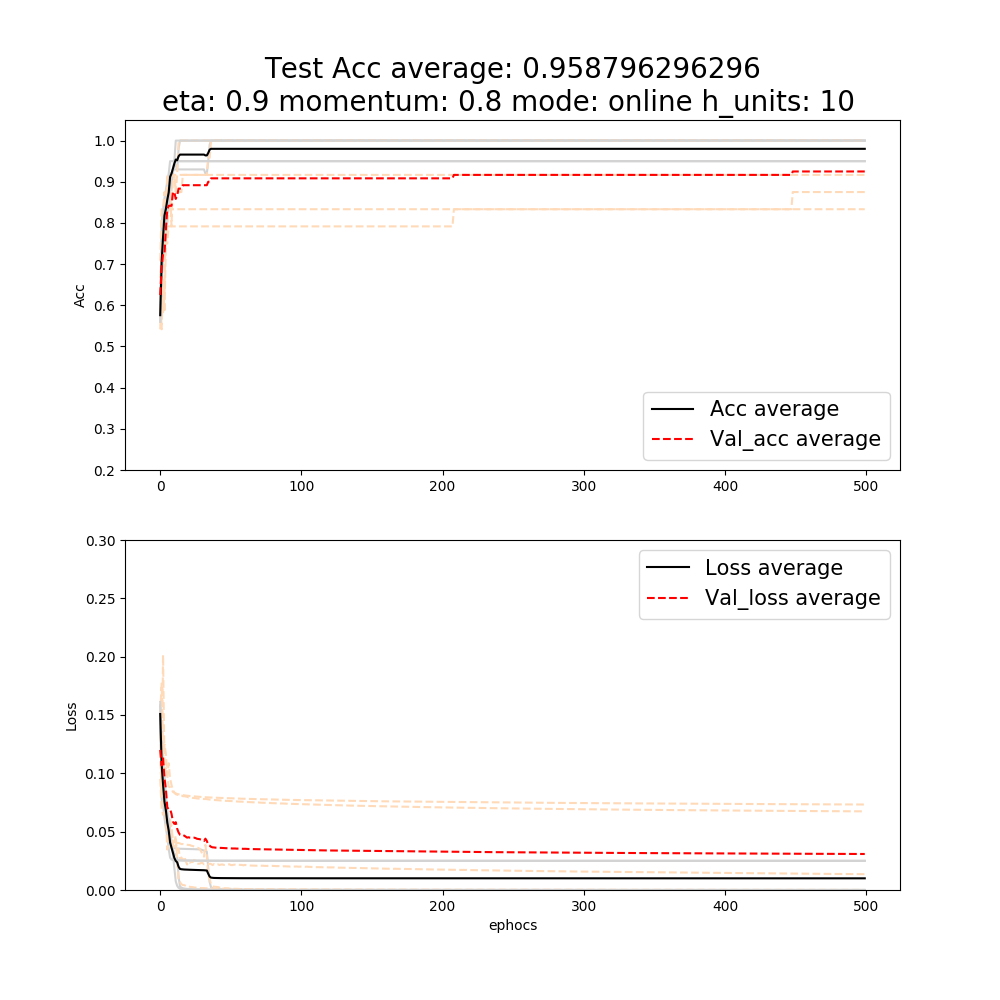 Test Acc average: 0.958796296296
eta: 0.9 momentum: 0.8 mode: online h_units: 10
1.0
0.9
0.8
0.7
0.6
0.5
0.4
0.3
0.2
Acc
0 100 200 300 400 500
Acc average
Val_acc average
0.30
0.25
0.20
0.15
0.10
0.05
0.00
Loss
0 100 200 300 400 500
ephocs
Loss average
Val_loss average